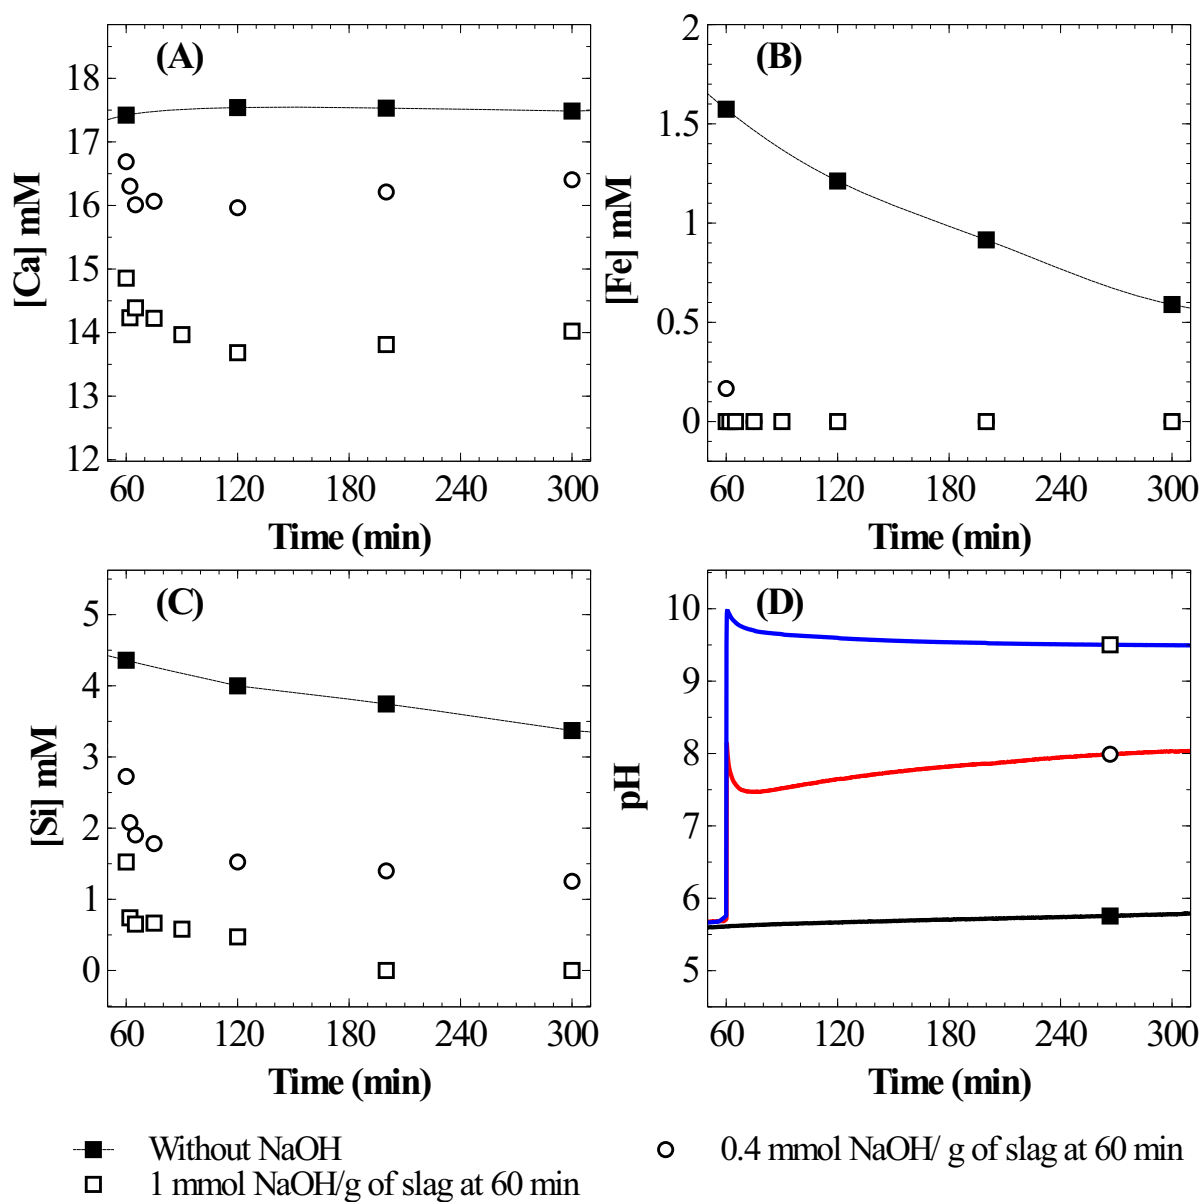 (A)
18
17
16
15
14
13
12
[Ca] mM
60 120 180 240 300
Time (min)
(B)
2
1.5
1
0.5
0
[Fe] mM
60 120 180 240 300
Time (min)
(C)
5
4
3
2
1
0
[Si] mM
60 120 180 240 300
Time (min)
(D)
10
9
8
7
6
5
pH
60 120 180 240 300
Time (min)
Without NaOH
0.4 mmol NaOH/ g of slag at 60 min
1 mmol NaOH/g of slag at 60 min